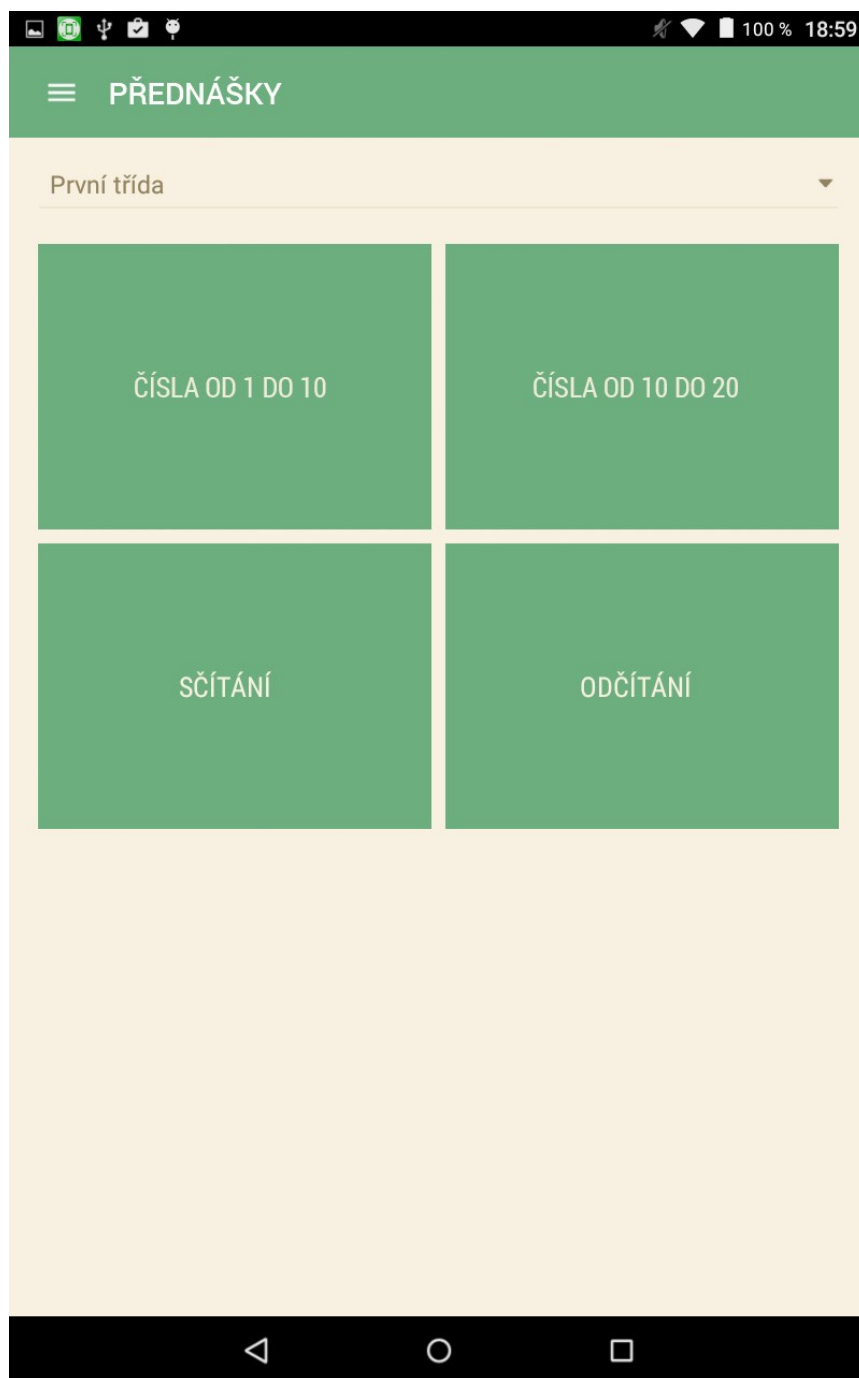 100 % 18:59
PŘEDNÁŠKY
První třída
ČÍSLA OD 1 DO 10
ČÍSLA OD 10 DO 20
SČÍTÁNÍ
ODČÍTÁNÍ